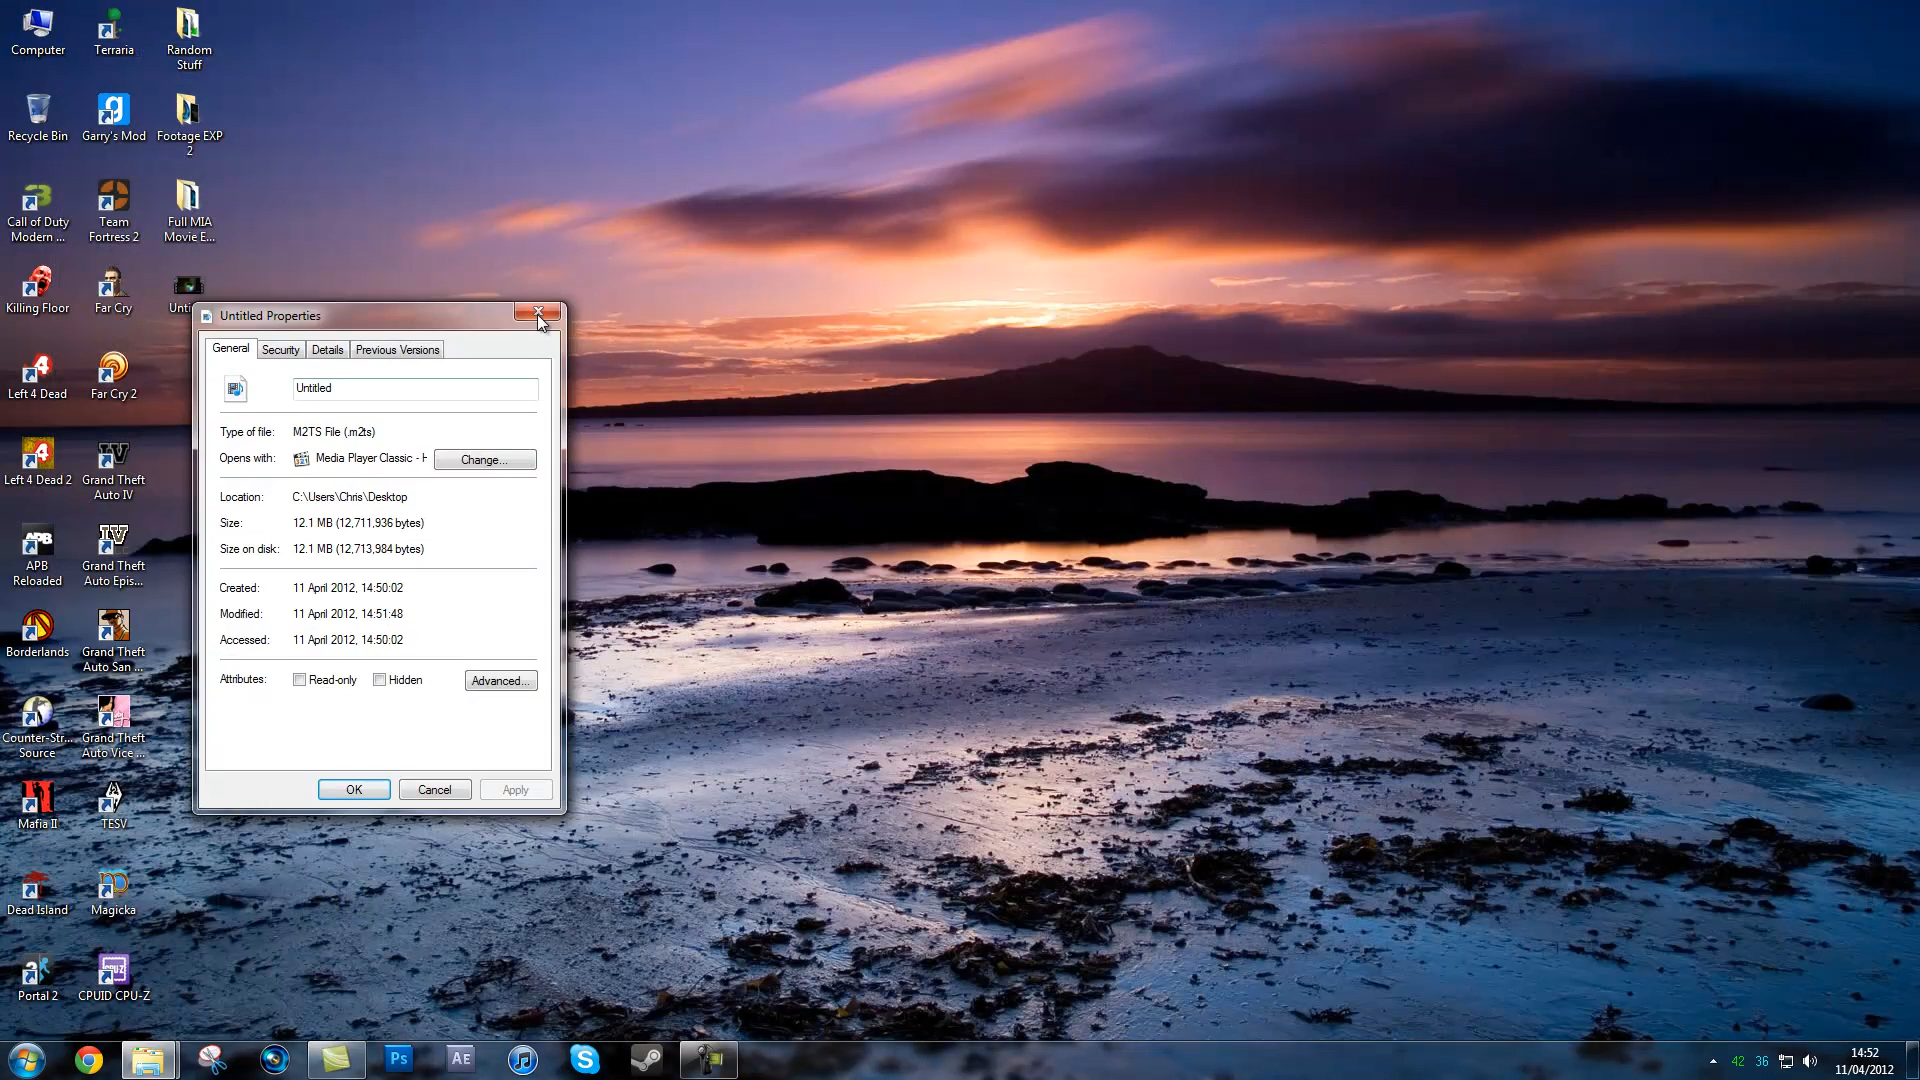 Computer
Terraria
Random
Stuff
Recycle Bin
Garry's Mod
Footage EXP
2
Call of Duty
Modern ...
Team
Fortress 2
Full MIA
Movie E...
Killing Floor
Far Cry
Left 4 Dead
Far Cry 2
Left 4 Dead 2
Grand Theft
Auto IV
APB
Reloaded
Grand Theft
Auto Epis...
Borderlands
Grand Theft
Auto San ...
Counter-Str...
Source
Grand Theft
Auto Vice ...
Mafia II
TESV
Dead Island
Magicka
Portal 2
CPUID CPU-Z
Untitled Properties
General
Security
Details
Previous Versions
Untitled
Type of file:
M2TS File (.m2ts)
Opens with:
Media Player Classic - H
Change...
Location:
C:\Users\Chris\Desktop
Size:
12.1 MB (12,711,936 bytes)
Size on disk:
12.1 MB (12,713,984 bytes)
Created:
11 April 2012, 14:50:02
Modified:
11 April 2012, 14:51:48
Accessed:
11 April 2012, 14:50:02
Attributes:
Read-only
Hidden
Advanced...
OK
Cancel
Apply
Ps
AE
42
36
14:52
11/04/2012